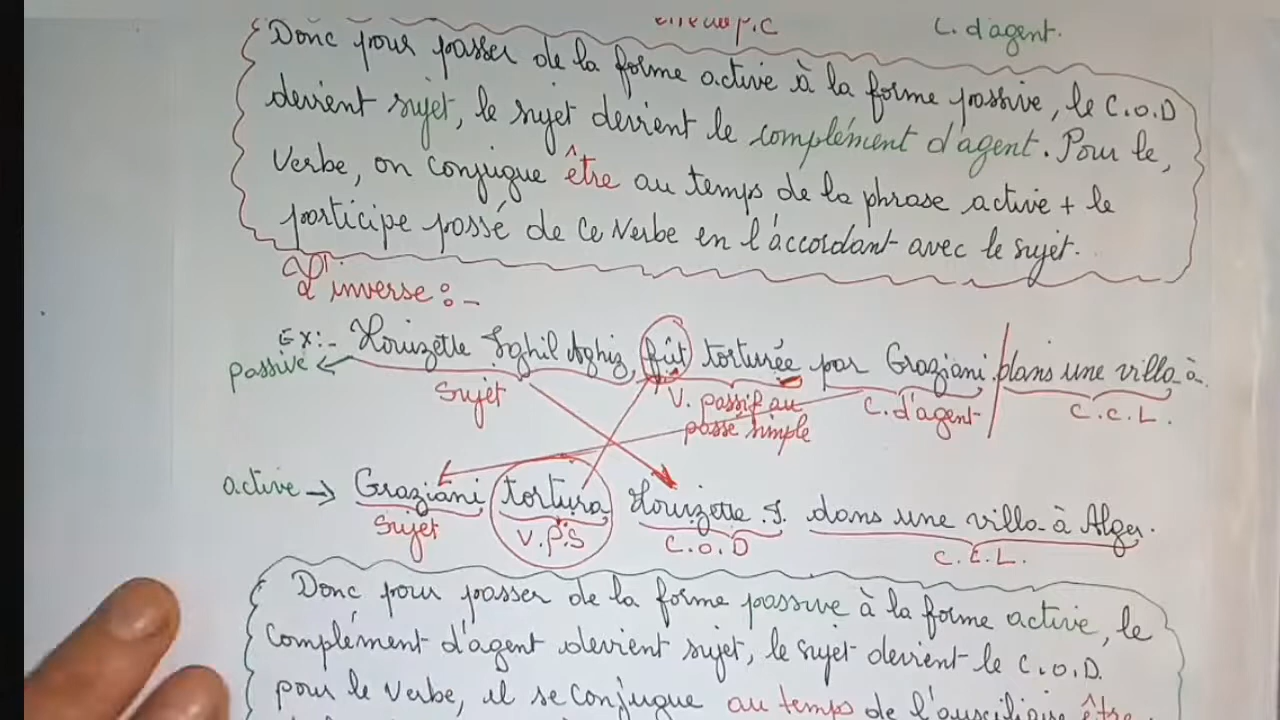 P.C C. d'agent.
Donc pour passer de la forme active à la forme passive, le C.O.D
devient sujet, le sujet devient le complément d'agent. Pour le,
Verbe, on conjugue être au temps de la phrase active + le
participe passé de ce verbe en l'accordant avec le sujet.
L'inverse :-
Ex:- Louizette Ighil Aghiz, fût torturée par Graziani dans une villa à
passive
Sujet V. passif au C. d'agent C.C.L.
passé simple
active → Graziani tortura Louizette .I. dans une villa à Alger.
Sujet V.P.S C.O.D C.C.L.
Donc pour passer de la forme passive à la forme active, le
complément d'agent devient sujet, le sujet devient le C.O.D.
pour le verbe, il se conjugue au temps de l'auxiliaire être